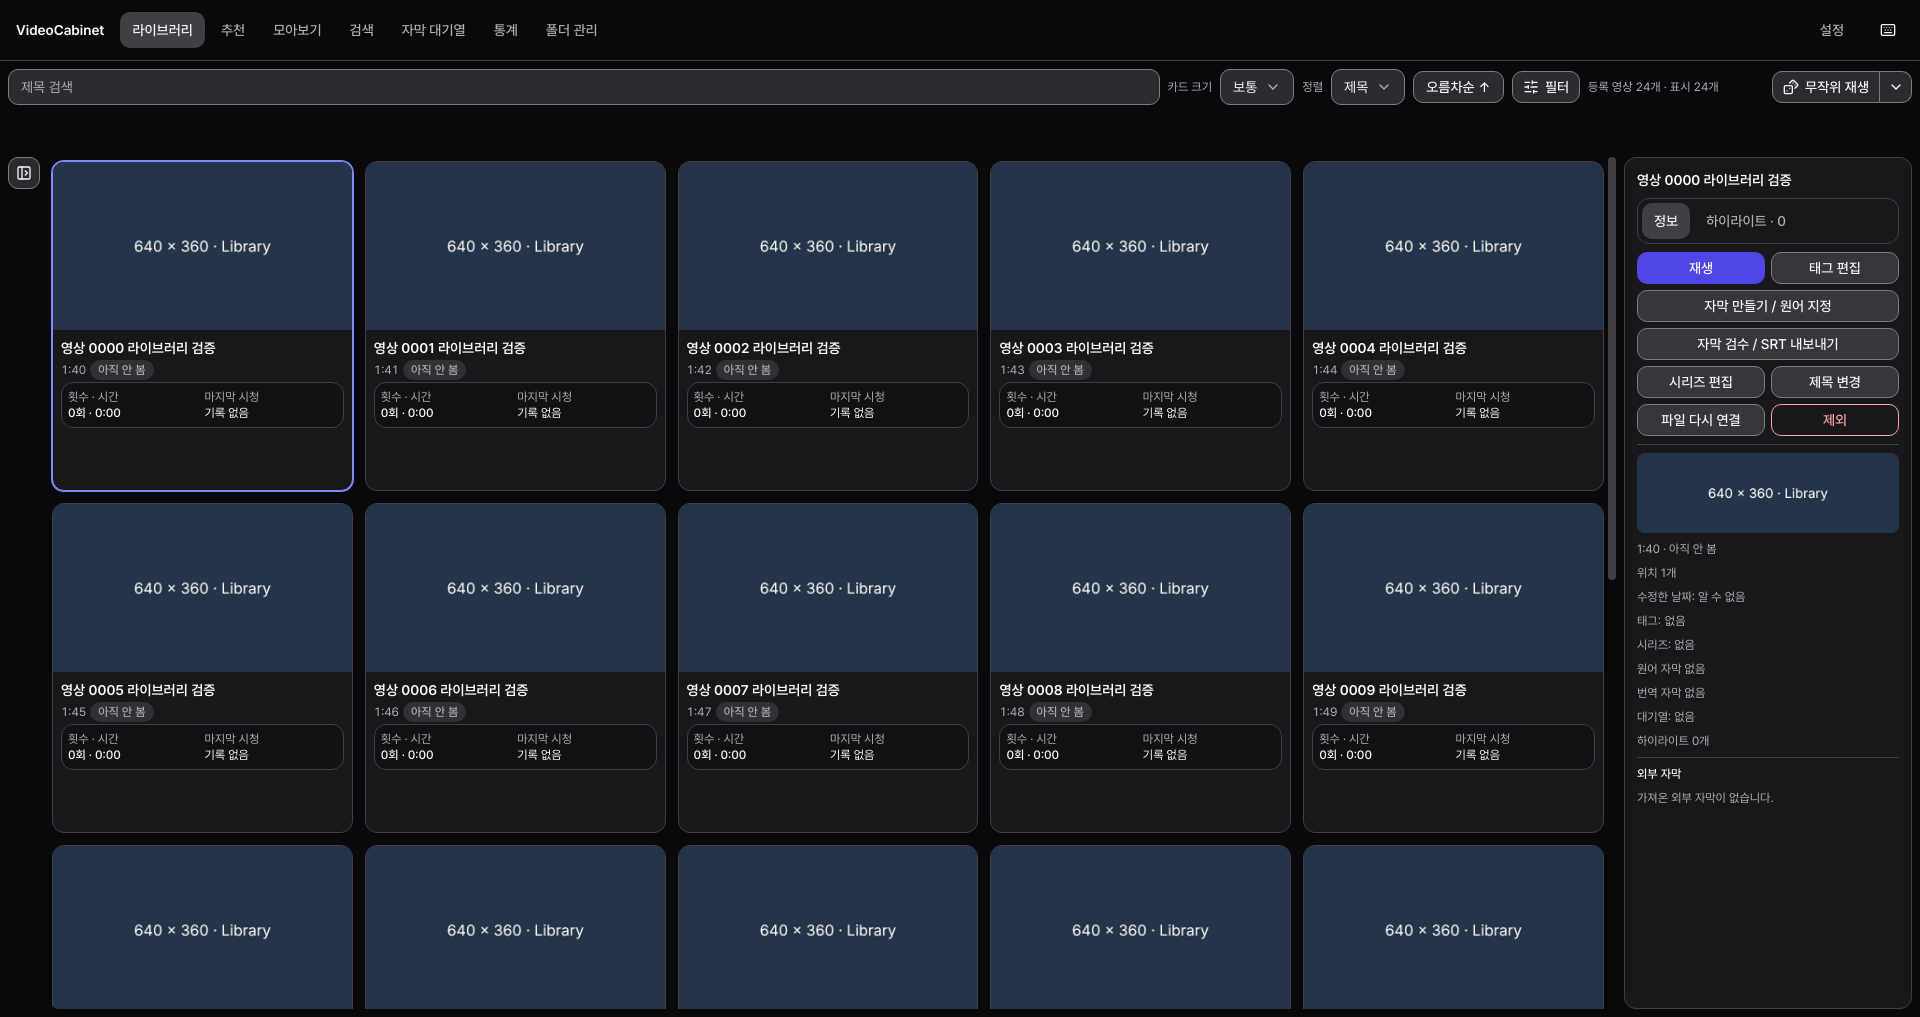 VideoCabinet 라이브러리 추천 모아보기 검색 자막 대기열 통계 폴더 관리 설정
제목 검색 카드 크기 보통 정렬 제목 오름차순 ↑ 필터 등록 영상 24개 · 표시 24개 무작위 재생
640 × 360 · Library 640 × 360 · Library 640 × 360 · Library 640 × 360 · Library 640 × 360 · Library
영상 0000 라이브러리 검증 영상 0001 라이브러리 검증 영상 0002 라이브러리 검증 영상 0003 라이브러리 검증 영상 0004 라이브러리 검증
1:40 아직 안 봄 1:41 아직 안 봄 1:42 아직 안 봄 1:43 아직 안 봄 1:44 아직 안 봄
횟수 · 시간 마지막 시청 횟수 · 시간 마지막 시청 횟수 · 시간 마지막 시청 횟수 · 시간 마지막 시청 횟수 · 시간 마지막 시청
0회 · 0:00 기록 없음 0회 · 0:00 기록 없음 0회 · 0:00 기록 없음 0회 · 0:00 기록 없음 0회 · 0:00 기록 없음
640 × 360 · Library 640 × 360 · Library 640 × 360 · Library 640 × 360 · Library 640 × 360 · Library
영상 0005 라이브러리 검증 영상 0006 라이브러리 검증 영상 0007 라이브러리 검증 영상 0008 라이브러리 검증 영상 0009 라이브러리 검증
1:45 아직 안 봄 1:46 아직 안 봄 1:47 아직 안 봄 1:48 아직 안 봄 1:49 아직 안 봄
횟수 · 시간 마지막 시청 횟수 · 시간 마지막 시청 횟수 · 시간 마지막 시청 횟수 · 시간 마지막 시청 횟수 · 시간 마지막 시청
0회 · 0:00 기록 없음 0회 · 0:00 기록 없음 0회 · 0:00 기록 없음 0회 · 0:00 기록 없음 0회 · 0:00 기록 없음
640 × 360 · Library 640 × 360 · Library 640 × 360 · Library 640 × 360 · Library 640 × 360 · Library
영상 0000 라이브러리 검증
정보 하이라이트 · 0
재생 태그 편집
자막 만들기 / 원어 지정
자막 검수 / SRT 내보내기
시리즈 편집 제목 변경
파일 다시 연결 제외
640 × 360 · Library
1:40 · 아직 안 봄
위치 1개
수정한 날짜: 알 수 없음
태그: 없음
시리즈: 없음
원어 자막 없음
번역 자막 없음
대기열: 없음
하이라이트 0개
외부 자막
가져온 외부 자막이 없습니다.